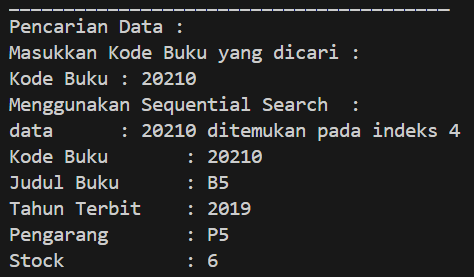 ________________________________________
Pencarian Data :
Masukkan Kode Buku yang dicari :
Kode Buku : 20210
Menggunakan Sequential Search  :
data      : 20210 ditemukan pada indeks 4
Kode Buku       : 20210
Judul Buku      : B5
Tahun Terbit    : 2019
Pengarang       : P5
Stock           : 6